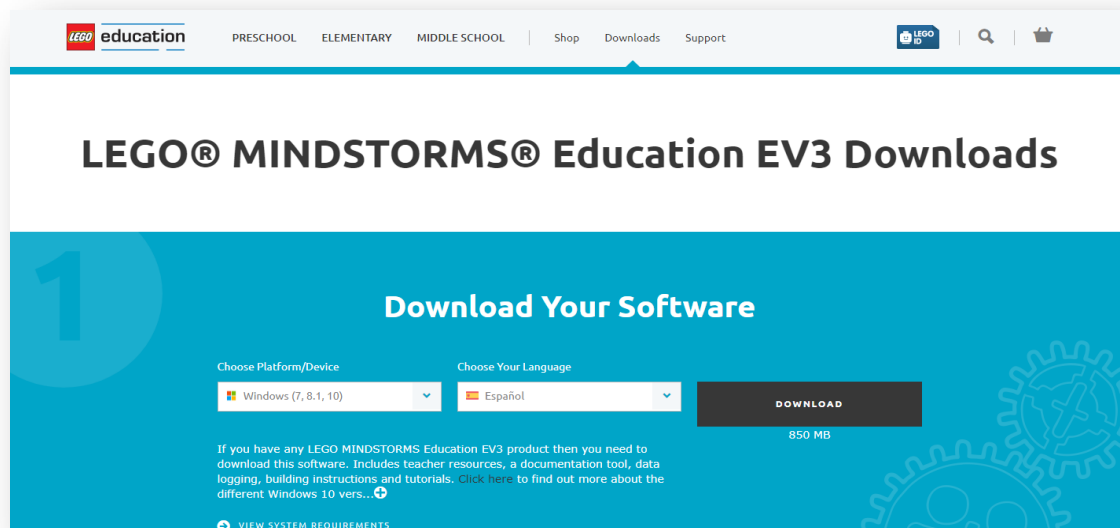 LEGO education PRESCHOOL ELEMENTARY MIDDLE SCHOOL Shop Downloads Support LEGO ID
LEGO® MINDSTORMS® Education EV3 Downloads
1
Download Your Software
Choose Platform/Device Choose Your Language
Windows (7, 8.1, 10) Español DOWNLOAD
850 MB
If you have any LEGO MINDSTORMS Education EV3 product then you need to
download this software. Includes teacher resources, a documentation tool, data
logging, building instructions and tutorials. Click here to find out more about the
different Windows 10 vers...
VIEW SYSTEM REQUIREMENTS